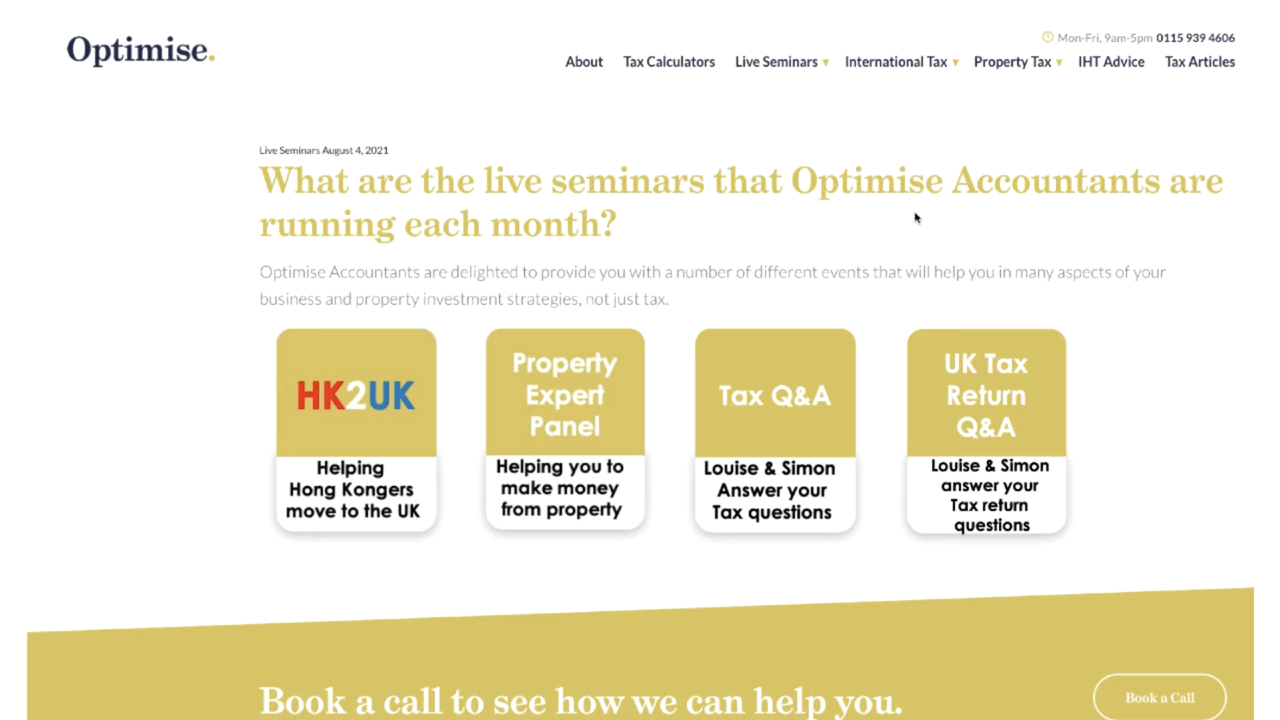 Optimise.
Mon-Fri, 9am-5pm 0115 939 4606
About Tax Calculators Live Seminars International Tax Property Tax IHT Advice Tax Articles
Live Seminars August 4, 2021
What are the live seminars that Optimise Accountants are
running each month?
Optimise Accountants are delighted to provide you with a number of different events that will help you in many aspects of your
business and property investment strategies, not just tax.
HK2UK
Helping
Hong Kongers
move to the UK
Property
Expert
Panel
Helping you to
make money
from property
Tax Q&A
Louise & Simon
Answer your
Tax questions
UK Tax
Return
Q&A
Louise & Simon
answer your
Tax return
questions
Book a call to see how we can help you.
Book a Call